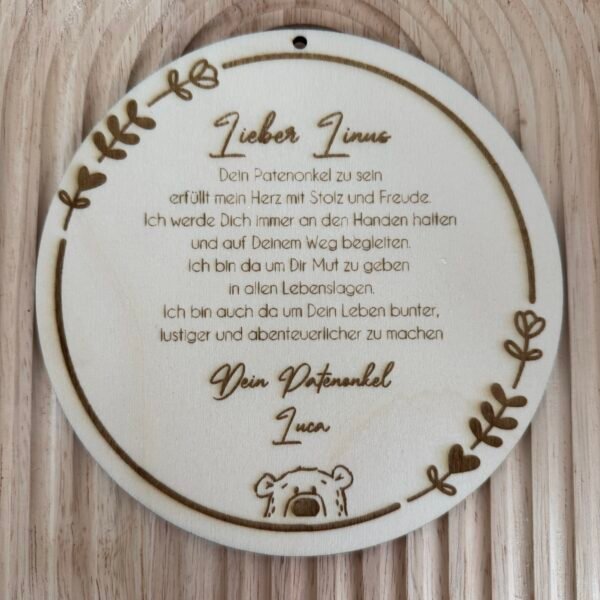 Lieber Linus
Dein Patenonkel zu sein
erfüllt mein Herz mit Stolz und Freude.
Ich werde Dich immer an den Händen halten
und auf Deinem Weg begleiten.
Ich bin da um Dir Mut zu geben
in allen Lebenslagen.
Ich bin auch da um Dein Leben bunter,
lustiger und abenteuerlicher zu machen
Dein Patenonkel
Luca